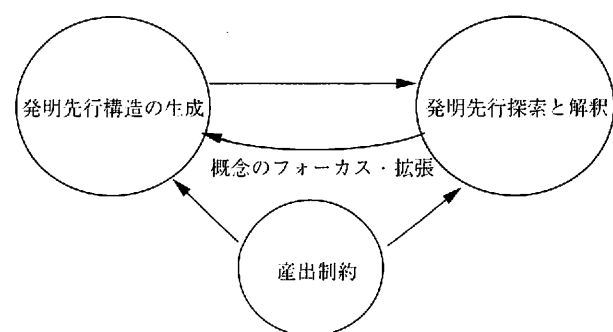 発明先行構造の生成
発明先行探索と解釈
概念のフォーカス・拡張
産出制約